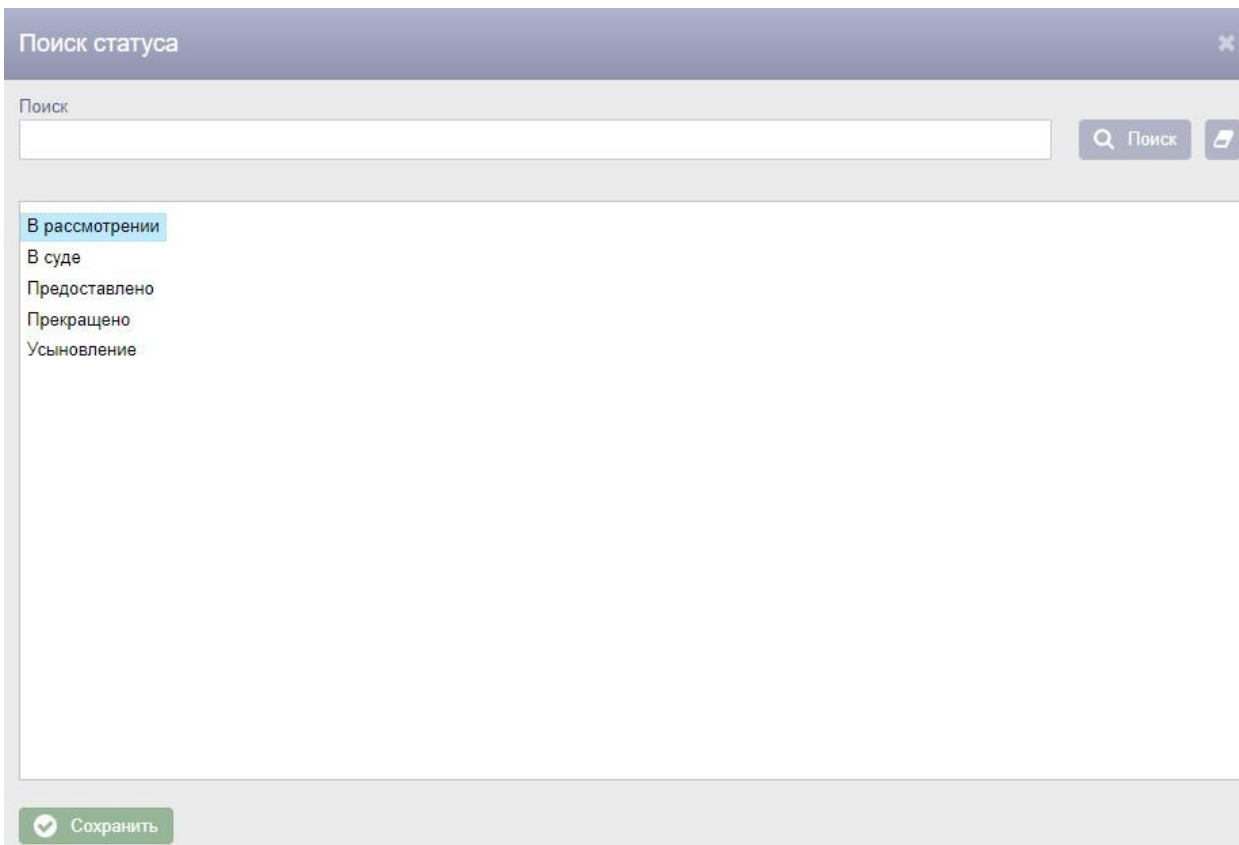 Поиск статуса
Поиск
Поиск
В рассмотрении
В суде
Предоставлено
Прекращено
Усыновление
Сохранить